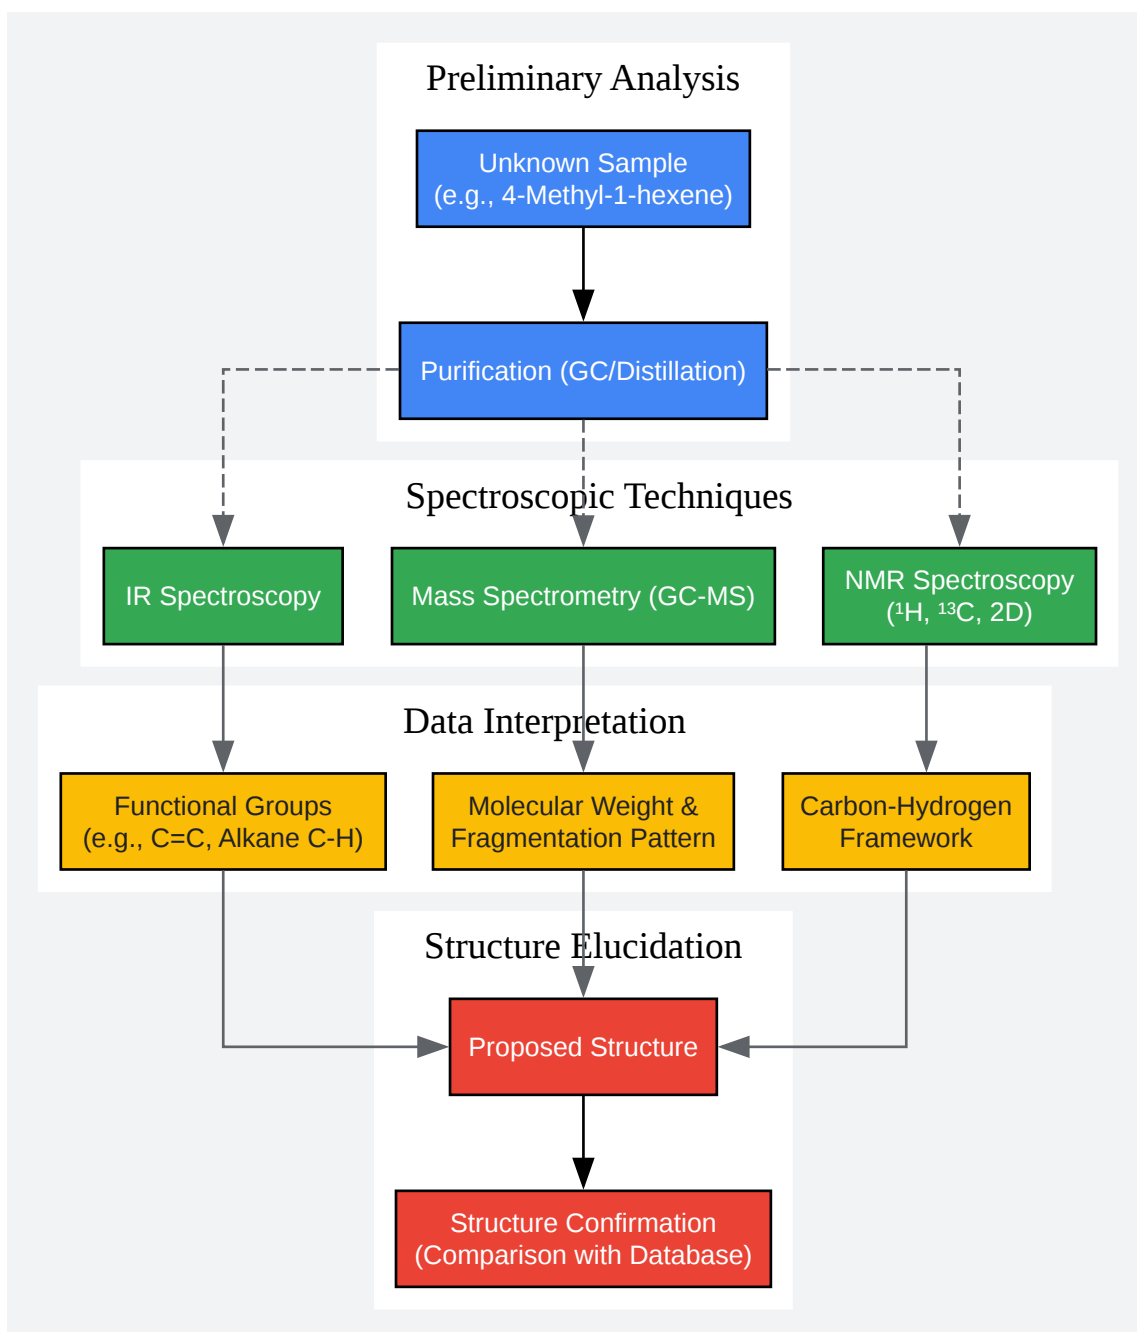 Preliminary Analysis
Unknown Sample
(e.g., 4-Methyl-1-hexene)
Purification (GC/Distillation)
Spectroscopic Techniques
IR Spectroscopy
Mass Spectrometry (GC-MS)
NMR Spectroscopy
(¹H, ¹³C, 2D)
Data Interpretation
Functional Groups
(e.g., C=C, Alkane C-H)
Molecular Weight &
Fragmentation Pattern
Carbon-Hydrogen
Framework
Structure Elucidation
Proposed Structure
Structure Confirmation
(Comparison with Database)